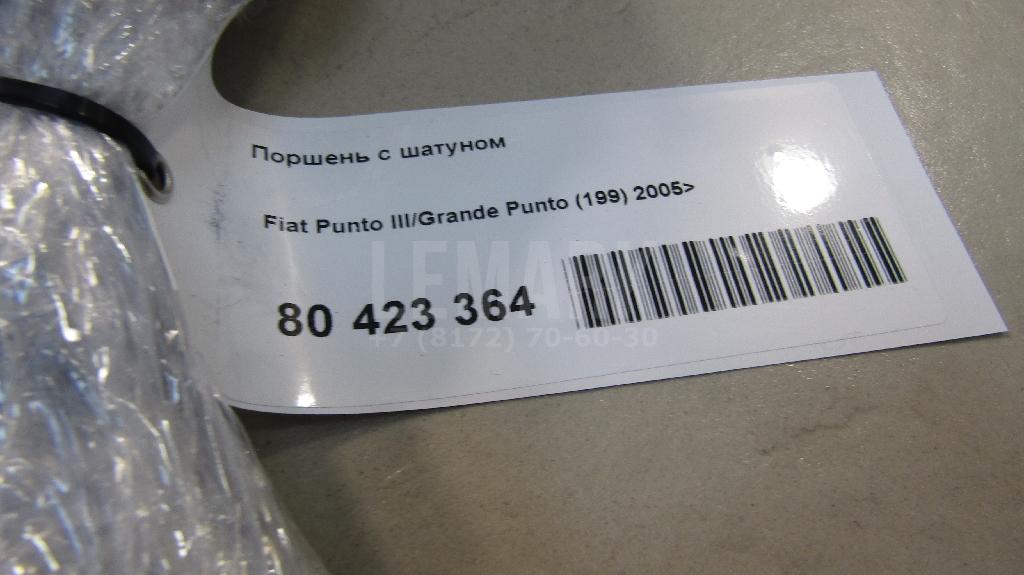 Поршень с шатуном
Fiat Punto III/Grande Punto (199) 2005>
80 423 364
+7 (8172) 70-60-30